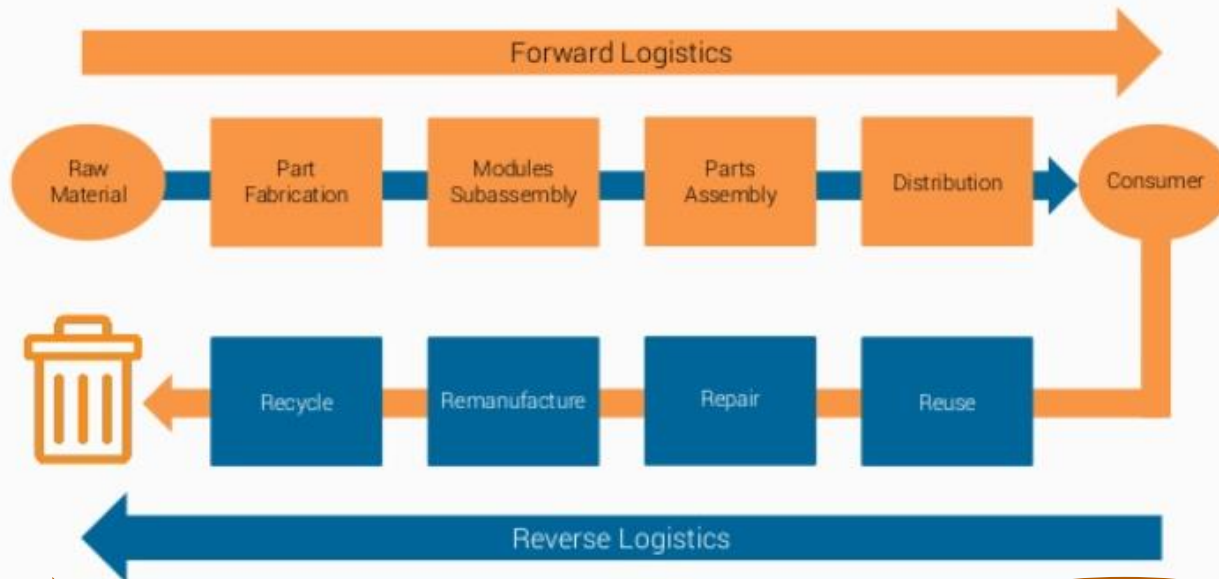 Forward Logistics
Raw
Material
Part
Fabrication
Modules
Subassembly
Parts
Assembly
Distribution
Consumer
Recycle
Remanufacture
Repair
Reuse
Reverse Logistics